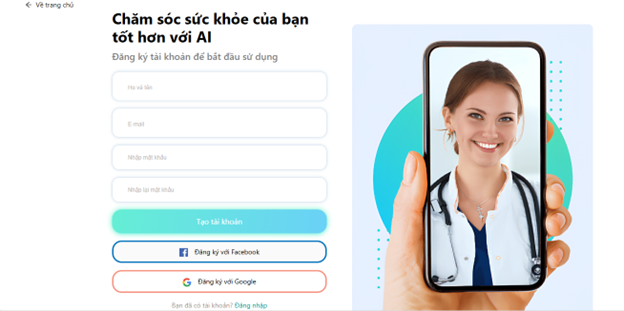 Về trang chủ
Chăm sóc sức khỏe của bạn
tốt hơn với AI
Đăng ký tài khoản để bắt đầu sử dụng
Họ và tên
E-mail
Nhập mật khẩu
Nhập lại mật khẩu
Tạo tài khoản
Đăng ký với Facebook
Đăng ký với Google
Bạn đã có tài khoản? Đăng nhập